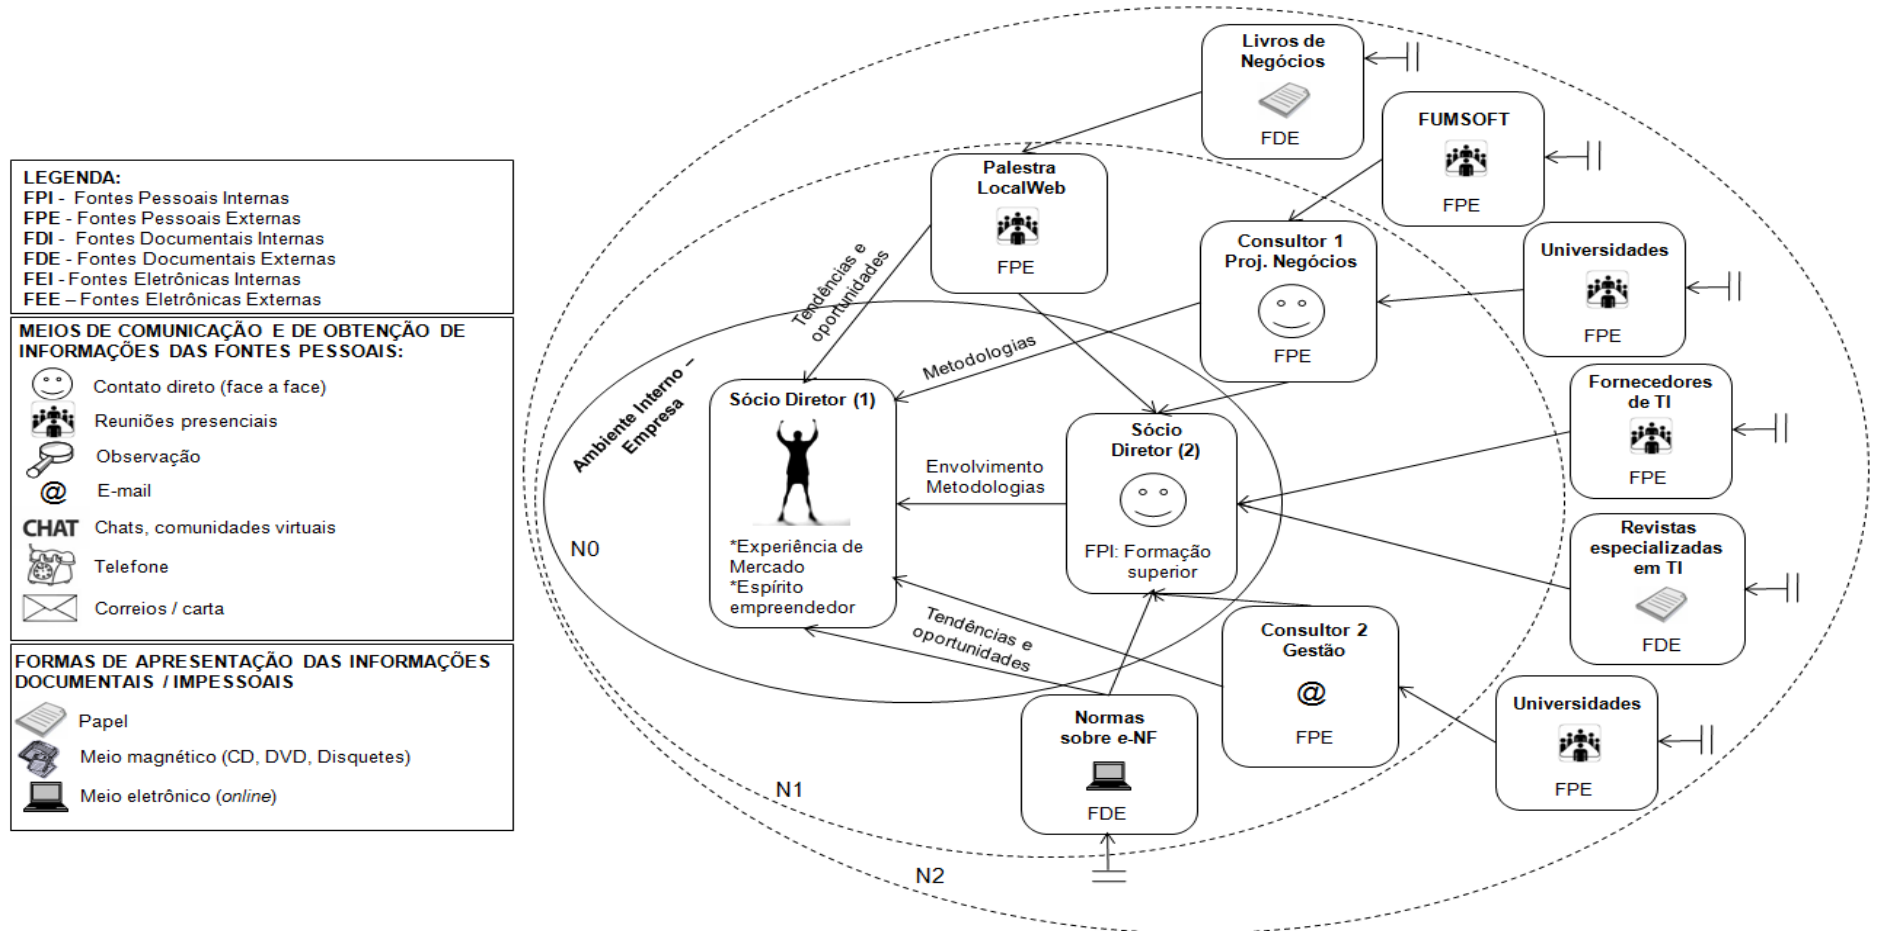 LEGENDA:
FPI - Fontes Pessoais Internas
FPE - Fontes Pessoais Externas
FDI - Fontes Documentais Internas
FDE - Fontes Documentais Externas
FEI - Fontes Eletrônicas Internas
FEE – Fontes Eletrônicas Externas
MEIOS DE COMUNICAÇÃO E DE OBTENÇÃO DE
INFORMAÇÕES DAS FONTES PESSOAIS:
Contato direto (face a face)
Reuniões presenciais
Observação
@ E-mail
CHAT Chats, comunidades virtuais
Telefone
Correios / carta
FORMAS DE APRESENTAÇÃO DAS INFORMAÇÕES
DOCUMENTAIS / IMPESSOAIS
Papel
Meio magnético (CD, DVD, Disquetes)
Meio eletrônico (online)
Livros de
Negócios
FDE
FUMSOFT
FPE
Palestra
LocalWeb
FPE
Consultor 1
Proj. Negócios
FPE
Universidades
FPE
Tendências e
oportunidades
Metodologias
Ambiente Interno –
Empresa
Sócio Diretor (1)
*Experiência de
Mercado
*Espírito
empreendedor
Envolvimento
Metodologias
Sócio
Diretor (2)
FPI: Formação
superior
Fornecedores
de TI
FPE
Revistas
especializadas
em TI
FDE
N0
Tendências e
oportunidades
Consultor 2
Gestão
@
FPE
Universidades
FPE
Normas
sobre e-NF
FDE
N1
N2